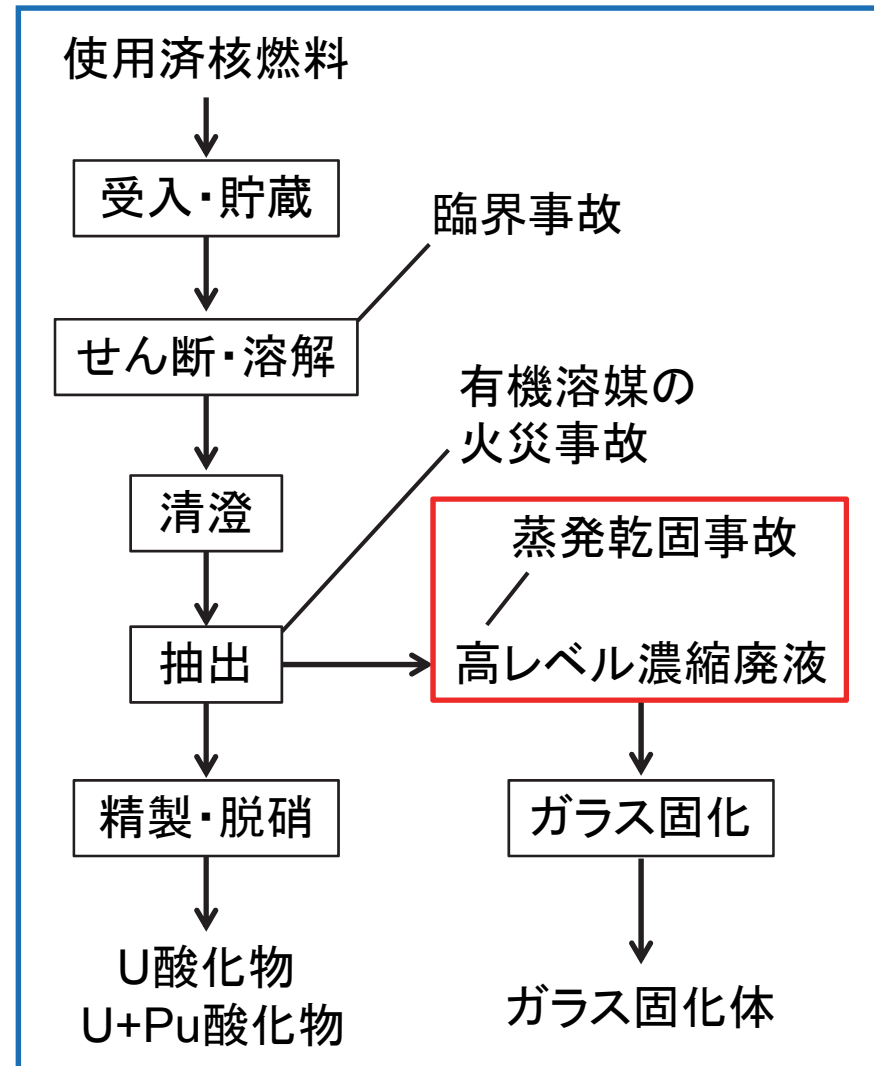 使用済核燃料
受入・貯蔵
臨界事故
せん断・溶解
有機溶媒の
火災事故
清澄
蒸発乾固事故
抽出
高レベル濃縮廃液
精製・脱硝
ガラス固化
U酸化物
U+Pu酸化物
ガラス固化体